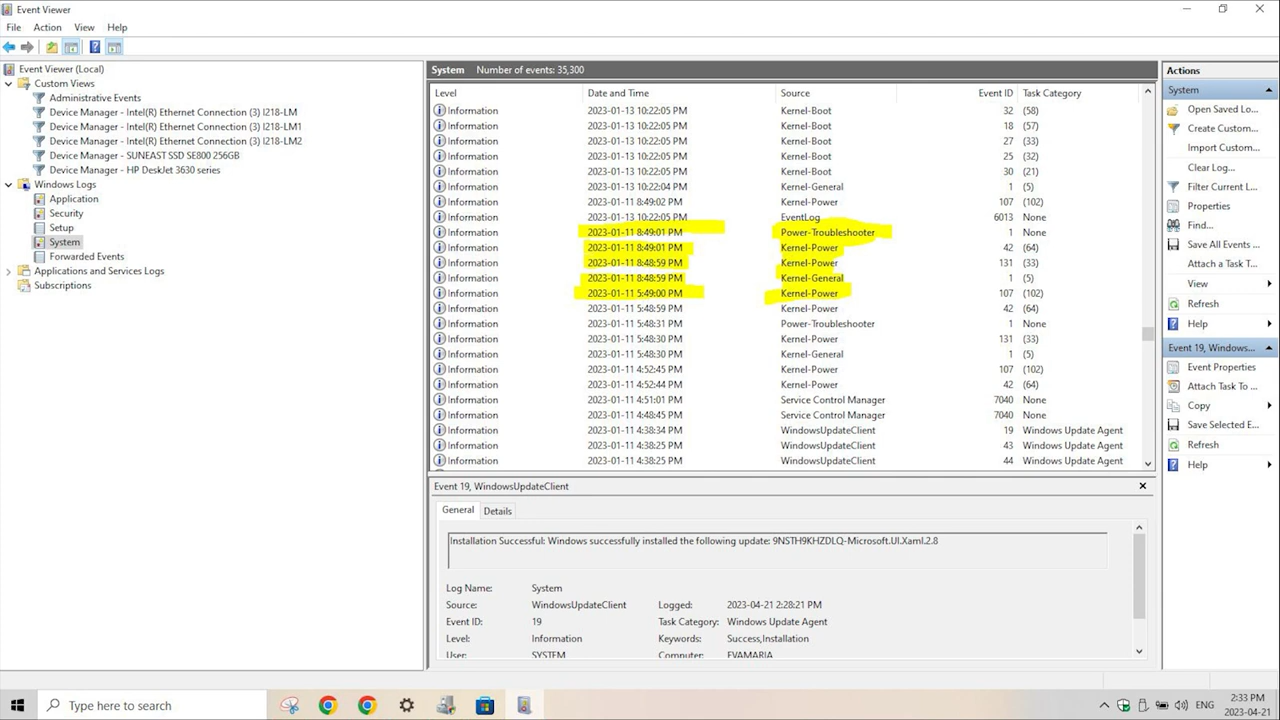 Event Viewer
File Action View Help
Event Viewer (Local)
Custom Views
Administrative Events
Device Manager - Intel(R) Ethernet Connection (3) I218-LM
Device Manager - Intel(R) Ethernet Connection (3) I218-LM1
Device Manager - Intel(R) Ethernet Connection (3) I218-LM2
Device Manager - SUNEAST SSD SE800 256GB
Device Manager - HP DeskJet 3630 series
Windows Logs
Application
Security
Setup
System
Forwarded Events
Applications and Services Logs
Subscriptions
System Number of events: 35,300
Level Date and Time Source Event ID Task Category
Information 2023-01-13 10:22:05 PM Kernel-Boot 32 (58)
Information 2023-01-13 10:22:05 PM Kernel-Boot 18 (57)
Information 2023-01-13 10:22:05 PM Kernel-Boot 27 (33)
Information 2023-01-13 10:22:05 PM Kernel-Boot 25 (32)
Information 2023-01-13 10:22:05 PM Kernel-Boot 30 (21)
Information 2023-01-13 10:22:04 PM Kernel-General 1 (5)
Information 2023-01-11 8:49:02 PM Kernel-Power 107 (102)
Information 2023-01-13 10:22:05 PM EventLog 6013 None
Information 2023-01-11 8:49:01 PM Power-Troubleshooter 1 None
Information 2023-01-11 8:49:01 PM Kernel-Power 42 (64)
Information 2023-01-11 8:48:59 PM Kernel-Power 131 (33)
Information 2023-01-11 8:48:59 PM Kernel-General 1 (5)
Information 2023-01-11 5:49:00 PM Kernel-Power 107 (102)
Information 2023-01-11 5:48:59 PM Kernel-Power 42 (64)
Information 2023-01-11 5:48:31 PM Power-Troubleshooter 1 None
Information 2023-01-11 5:48:30 PM Kernel-Power 131 (33)
Information 2023-01-11 5:48:30 PM Kernel-General 1 (5)
Information 2023-01-11 4:52:45 PM Kernel-Power 107 (102)
Information 2023-01-11 4:52:44 PM Kernel-Power 42 (64)
Information 2023-01-11 4:51:01 PM Service Control Manager 7040 None
Information 2023-01-11 4:48:45 PM Service Control Manager 7040 None
Information 2023-01-11 4:38:34 PM WindowsUpdateClient 19 Windows Update Agent
Information 2023-01-11 4:38:25 PM WindowsUpdateClient 43 Windows Update Agent
Information 2023-01-11 4:38:25 PM WindowsUpdateClient 44 Windows Update Agent
Event 19, WindowsUpdateClient
General Details
Installation Successful: Windows successfully installed the following update: 9NSTH9KHZDLQ-Microsoft.UI.Xaml.2.8
Log Name: System
Source: WindowsUpdateClient Logged: 2023-04-21 2:28:21 PM
Event ID: 19 Task Category: Windows Update Agent
Level: Information Keywords: Success,Installation
User: SYSTEM Computer: EVAMARIA
Actions
System
Open Saved Lo...
Create Custom...
Import Custom...
Clear Log...
Filter Current L...
Properties
Find...
Save All Events ...
Attach a Task T...
View
Refresh
Help
Event 19, Windows...
Event Properties
Attach Task To ...
Copy
Save Selected E...
Refresh
Help
Type here to search
ENG
2:33 PM
2023-04-21